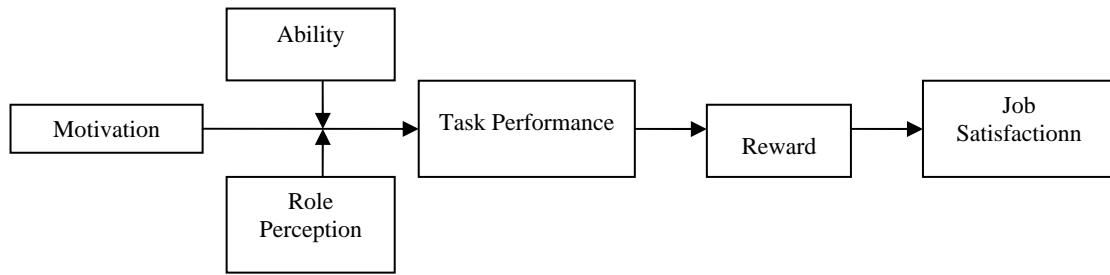 Ability
Motivation
Task Performance
Reward
Job
Satisfactionn
Role
Perception